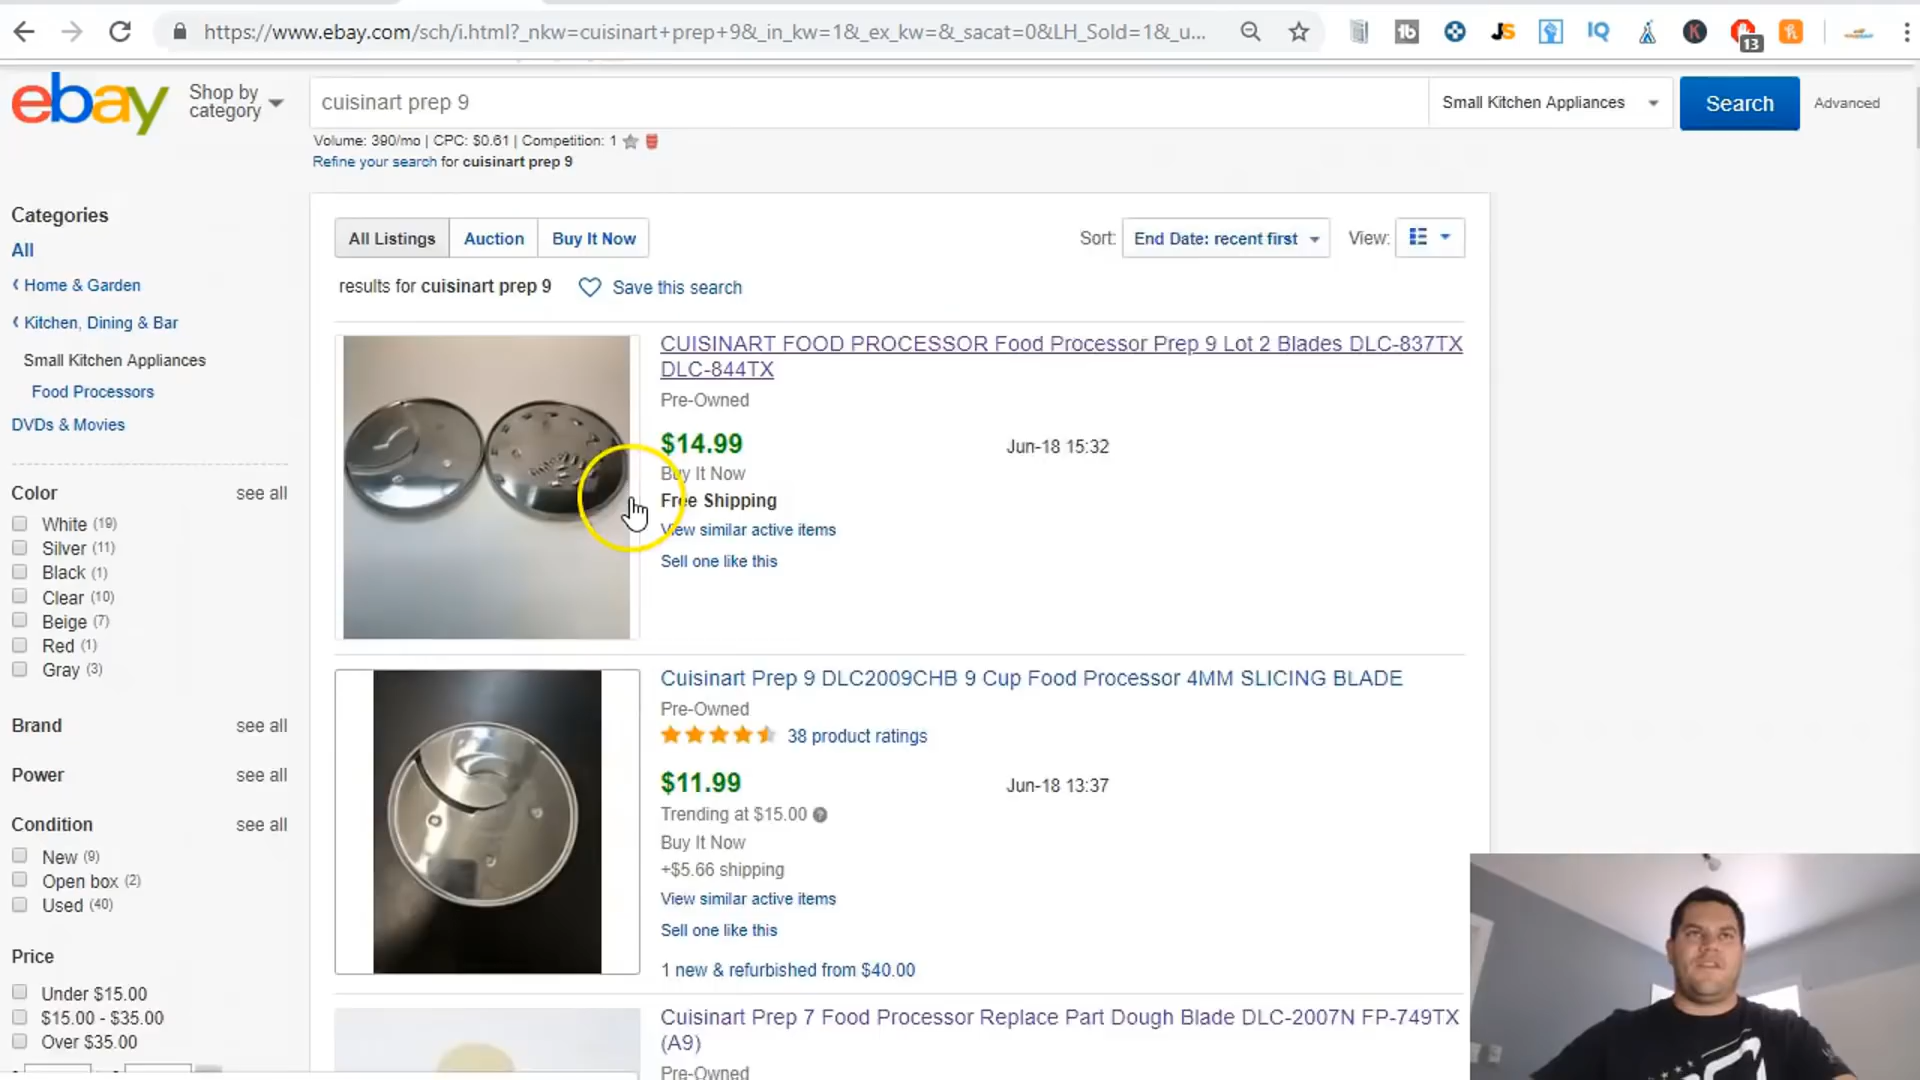 https://www.ebay.com/sch/i.html?_nkw=cuisinart+prep+9&_in_kw=1&_ex_kw=&_sacat=0&LH_Sold=1&_u...
JS
IQ
K
13
ebay
Shop by category
cuisinart prep 9
Small Kitchen Appliances
Search
Advanced
Volume: 390/mo | CPC: $0.61 | Competition: 1
Refine your search for cuisinart prep 9
Categories
All
Home & Garden
Kitchen, Dining & Bar
Small Kitchen Appliances
Food Processors
DVDs & Movies
Color see all
White (19)
Silver (11)
Black (1)
Clear (10)
Beige (7)
Red (1)
Gray (3)
Brand see all
Power see all
Condition see all
New (9)
Open box (2)
Used (40)
Price
Under $15.00
$15.00 - $35.00
Over $35.00
All Listings
Auction
Buy It Now
Sort: End Date: recent first
View:
results for cuisinart prep 9
Save this search
CUISINART FOOD PROCESSOR Food Processor Prep 9 Lot 2 Blades DLC-837TX
DLC-844TX
Pre-Owned
$14.99
Jun-18 15:32
Buy It Now
Free Shipping
View similar active items
Sell one like this
Cuisinart Prep 9 DLC2009CHB 9 Cup Food Processor 4MM SLICING BLADE
Pre-Owned
38 product ratings
$11.99
Jun-18 13:37
Trending at $15.00
Buy It Now
+$5.66 shipping
View similar active items
Sell one like this
1 new & refurbished from $40.00
Cuisinart Prep 7 Food Processor Replace Part Dough Blade DLC-2007N FP-749TX
(A9)
Pre-Owned